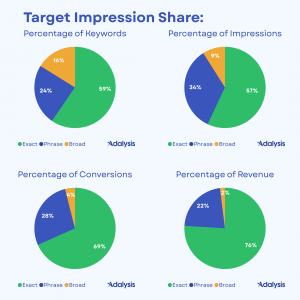 Target Impression Share:
Percentage of Keywords
Percentage of Impressions
16%
24%
59%
9%
34%
57%
Exact Phrase Broad
Adalysis
Exact Phrase Broad
Adalysis
Percentage of Conversions
Percentage of Revenue
28%
69%
22%
76%
Exact Phrase Broad
Adalysis
Exact Phrase Broad
Adalysis